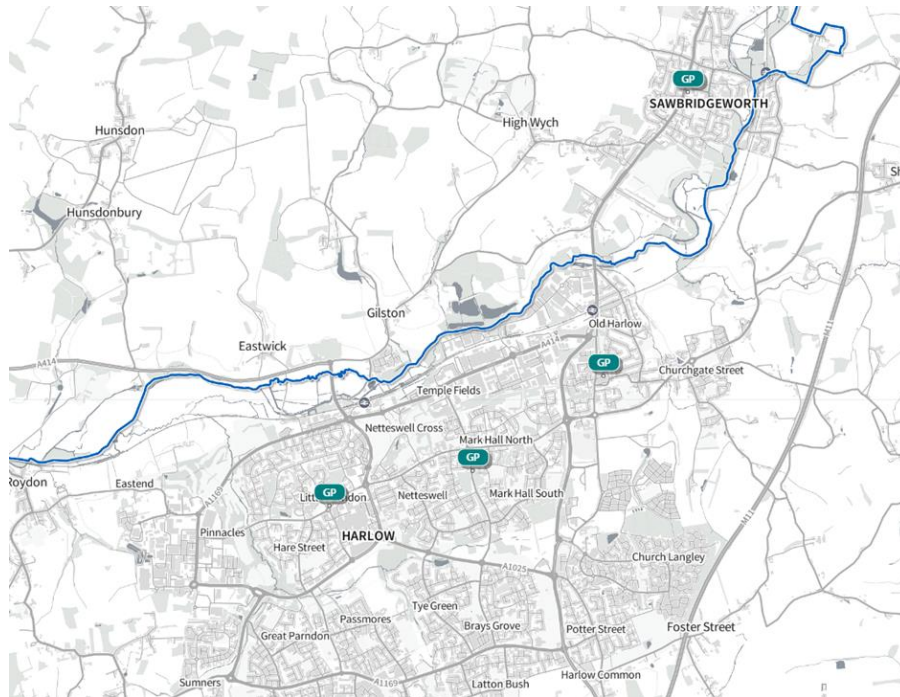 GP
SAWBRIDGEWORTH
High Wych
Hunsdon
Hunsdonbury
Gilston
Old Harlow
Eastwick
A414
A414
GP
Churchgate Street
M11
Temple Fields
Netteswell Cross
Mark Hall North
GP
Roydon
Eastend
A1169
GP
Netteswell
Mark Hall South
M11
Pinnacles
HARLOW
Hare Street
Church Langley
A1025
Tye Green
Passmores
Brays Grove
Potter Street
Foster Street
Great Parndon
Harlow Common
Sumners
A1169
Latton Bush